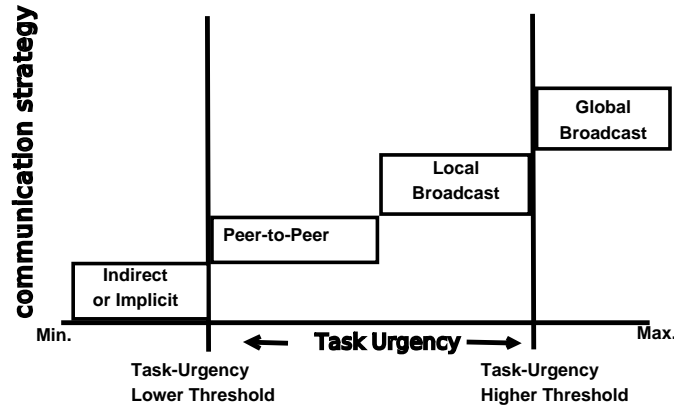 communication strategy
Global
Broadcast
Local
Broadcast
Peer-to-Peer
Indirect
or Implicit
Min.
Task Urgency
Max.
Task-Urgency
Lower Threshold
Task-Urgency
Higher Threshold